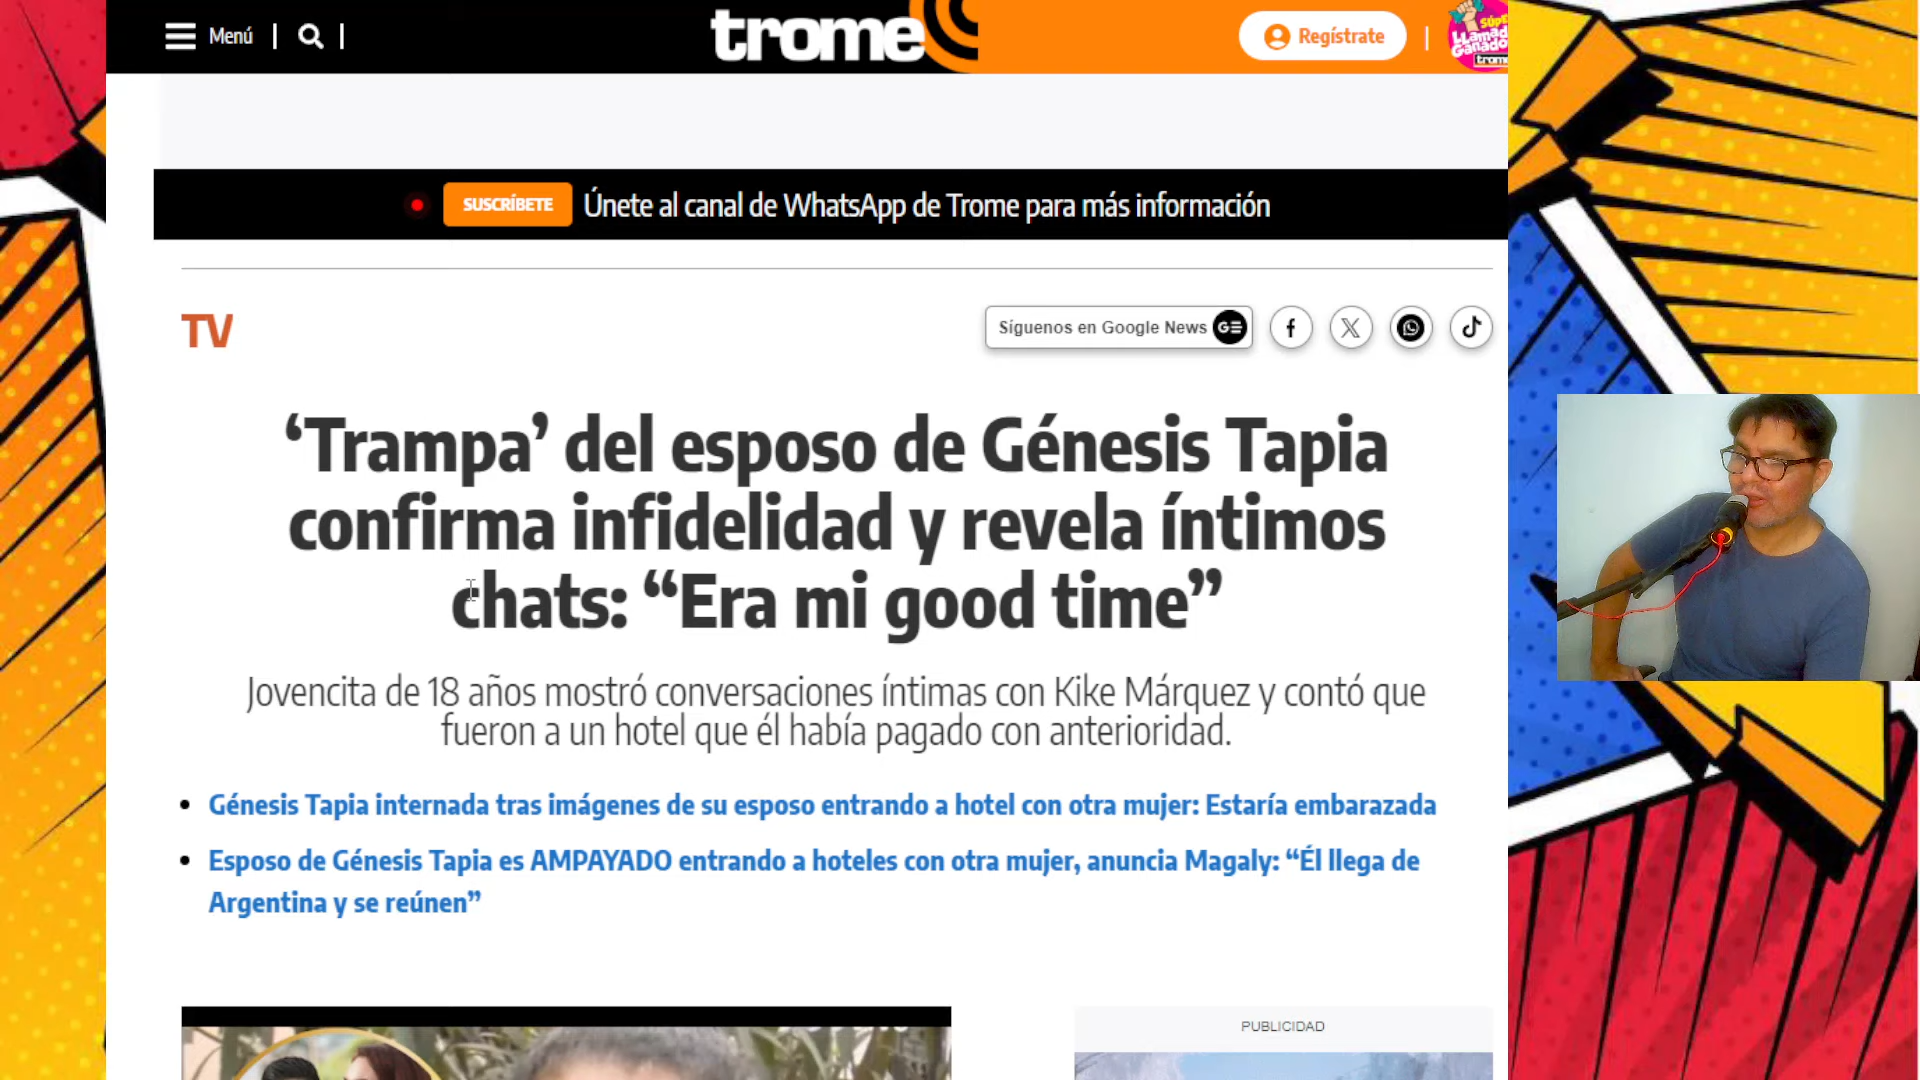 Menú
trome
Regístrate
SÚPE
LLamad
Ganado
trom
SUSCRÍBETE
Únete al canal de WhatsApp de Trome para más información
TV
Síguenos en Google News
‘Trampa’ del esposo de Génesis Tapia
confirma infidelidad y revela íntimos
chats: “Era mi good time”
Jovencita de 18 años mostró conversaciones íntimas con Kike Márquez y contó que
fueron a un hotel que él había pagado con anterioridad.
Génesis Tapia internada tras imágenes de su esposo entrando a hotel con otra mujer: Estaría embarazada
Esposo de Génesis Tapia es AMPAYADO entrando a hoteles con otra mujer, anuncia Magaly: “Él llega de
Argentina y se reúnen”
PUBLICIDAD